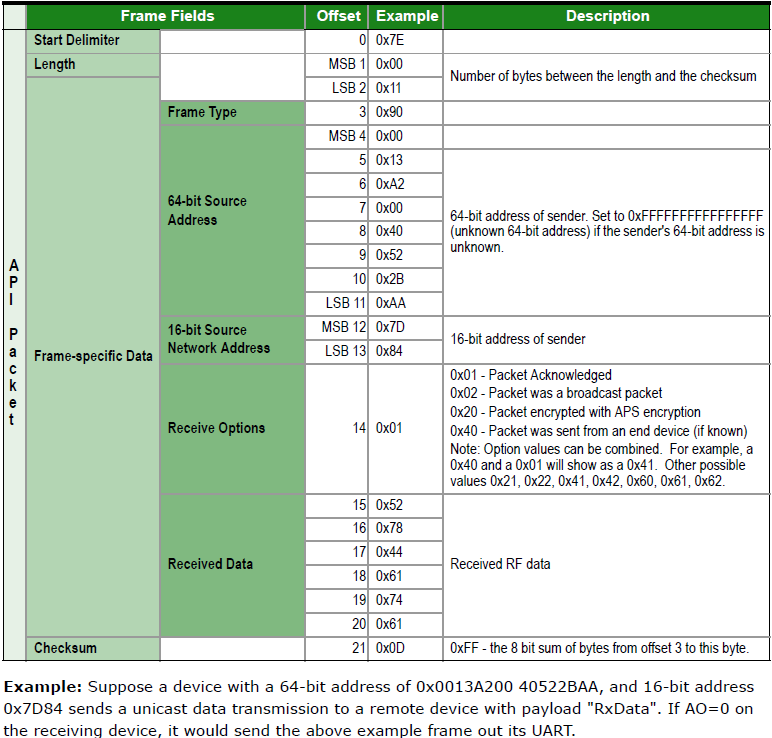 Frame Fields Offset Example Description
API Packet
Start Delimiter 0 0x7E
Length MSB 1 0x00 Number of bytes between the length and the checksum
LSB 2 0x11
Frame-specific Data
Frame Type 3 0x90
64-bit Source
Address
MSB 4 0x00
5 0x13
6 0xA2
7 0x00
8 0x40
9 0x52
10 0x2B
LSB 11 0xAA
64-bit address of sender. Set to 0xFFFFFFFFFFFFFFFF
(unknown 64-bit address) if the sender's 64-bit address is
unknown.
16-bit Source
Network Address
MSB 12 0x7D
LSB 13 0x84
16-bit address of sender
Receive Options 14 0x01
0x01 - Packet Acknowledged
0x02 - Packet was a broadcast packet
0x20 - Packet encrypted with APS encryption
0x40 - Packet was sent from an end device (if known)
Note: Option values can be combined. For example, a
0x40 and a 0x01 will show as a 0x41. Other possible
values 0x21, 0x22, 0x41, 0x42, 0x60, 0x61, 0x62.
Received Data
15 0x52
16 0x78
17 0x44
18 0x61
19 0x74
20 0x61
Received RF data
Checksum 21 0x0D 0xFF - the 8 bit sum of bytes from offset 3 to this byte.
Example: Suppose a device with a 64-bit address of 0x0013A200 40522BAA, and 16-bit address
0x7D84 sends a unicast data transmission to a remote device with payload "RxData". If AO=0 on
the receiving device, it would send the above example frame out its UART.